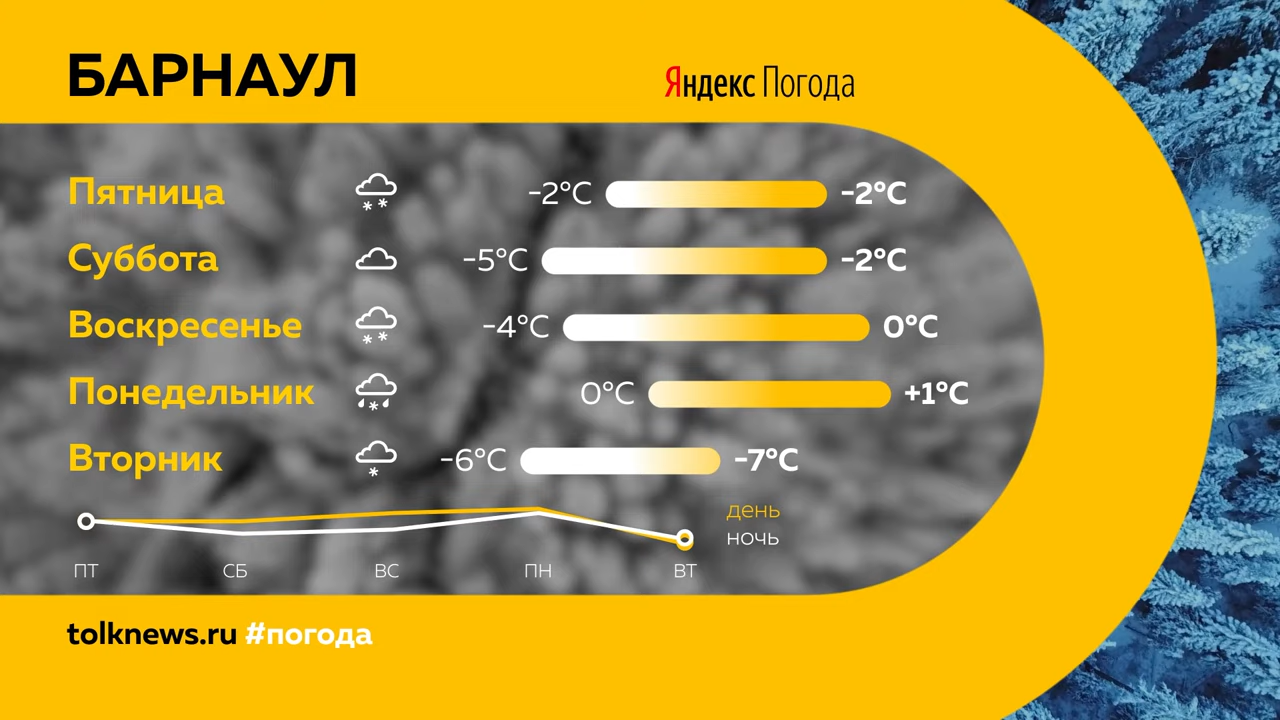 БАРНАУЛ
Яндекс Погода
Пятница -2°C -2°C
Суббота -5°C -2°C
Воскресенье -4°C 0°C
Понедельник 0°C +1°C
Вторник -6°C -7°C
день
ночь
ПТ СБ ВС ПН ВТ
tolknews.ru #погода